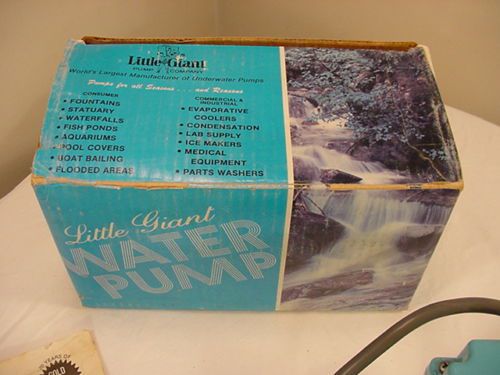 Little Giant
PUMP COMPANY
World's Largest Manufacturer of Underwater Pumps
Pumps for all Seasons . . . and Reasons
CONSUMER
• FOUNTAINS
• STATUARY
• WATERFALLS
• FISH PONDS
• AQUARIUMS
• POOL COVERS
• BOAT BAILING
• FLOODED AREAS
COMMERCIAL &
INDUSTRIAL
• EVAPORATIVE
COOLERS
• CONDENSATION
• LAB SUPPLY
• ICE MAKERS
• MEDICAL
EQUIPMENT
• PARTS WASHERS
Little Giant
WATER
PUMP
YEARS OF
GOLD